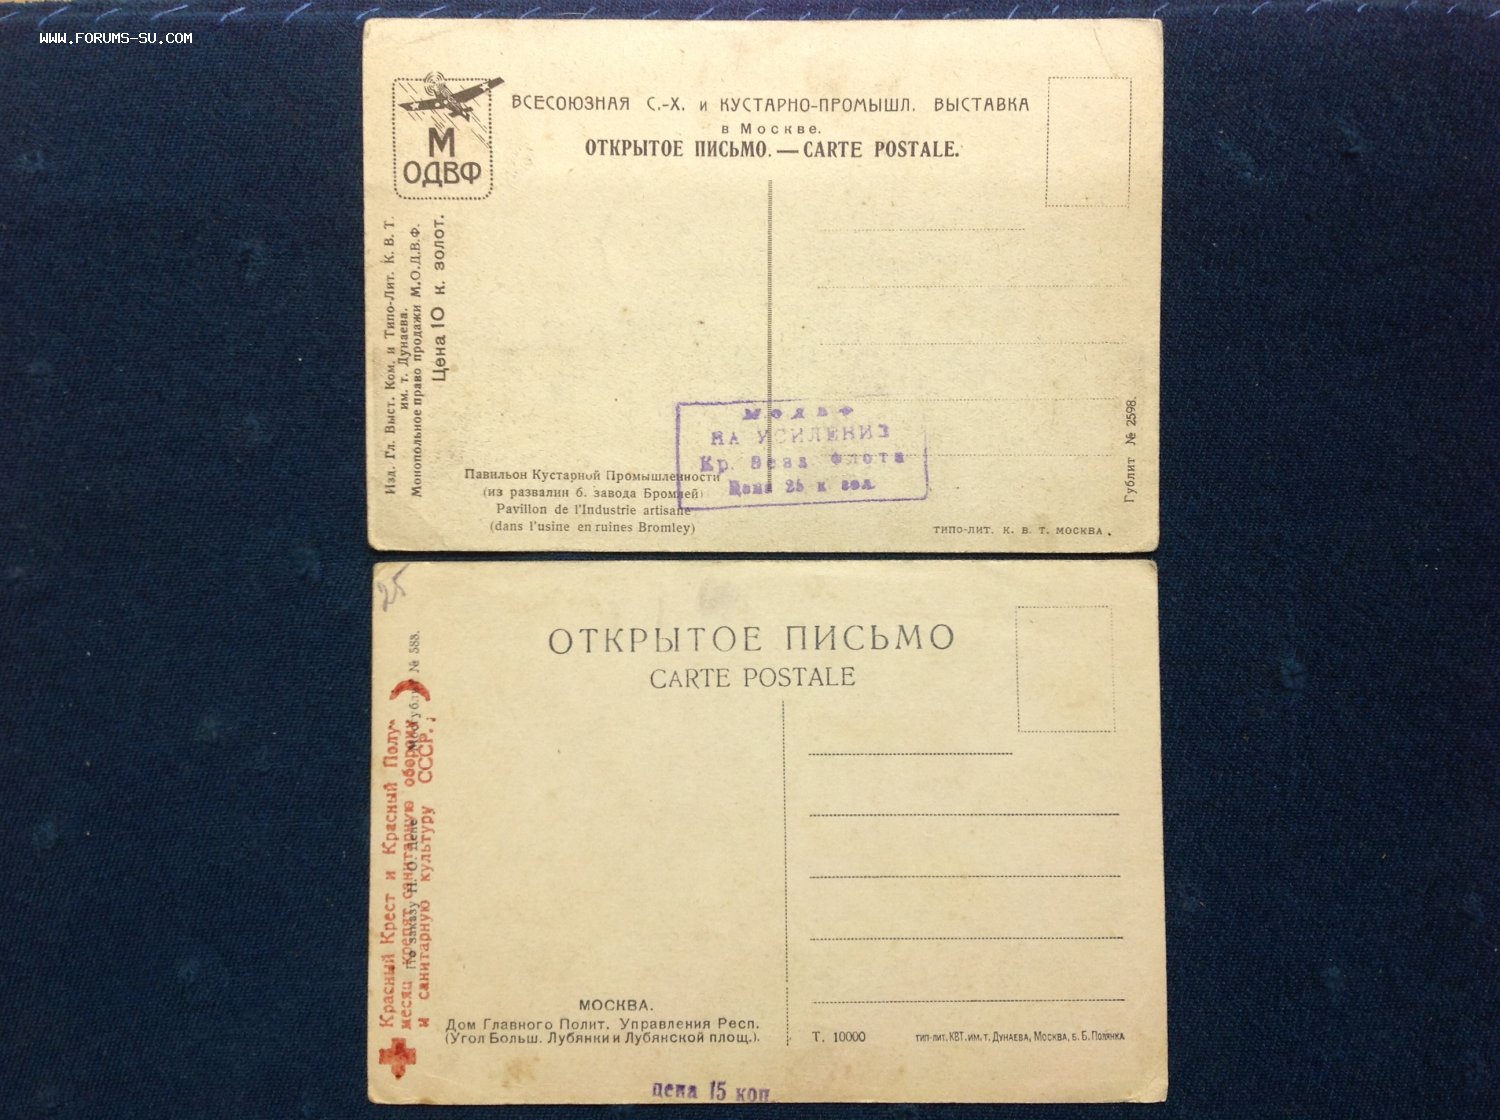 WWW.FORUMS-SU.COM
М
ОДВФ
ВСЕСОЮЗНАЯ С.-Х. и КУСТАРНО-ПРОМЫШЛ. ВЫСТАВКА
в Москве.
ОТКРЫТОЕ ПИСЬМО. — CARTE POSTALE.
Изд. Гл. Выст. Ком. и Типо-Лит. К. В. Т.
им. т. Дунаева.
Монопольное право продажи М.О.Д.В.Ф.
Цена 10 к. золот.
МОДВФ
НА УСИЛЕНИЕ
Кр. Возд Флота
Цена 25 к зол.
Павильон Кустарной Промышленности
(из развалин б. завода Бромлей)
Pavillon de l'Industrie artisane
(dans l'usine en ruines Bromley)
Гублит № 2598.
ТИПО-ЛИТ. К. В. Т. МОСКВА.
25
ОТКРЫТОЕ ПИСЬМО
CARTE POSTALE
Красный Крест и Красный Полу-
месяц крепят санитарную оборону
и санитарную культуру СССР.
По заказу Н. О. № 588.
МОСКВА.
Дом Главного Полит. Управления Респ.
(Угол Больш. Лубянки и Лубянской площ.).
Т. 10000
ТИП-ЛИТ. КВТ. ИМ. Т. ДУНАЕВА, МОСКВА, Б. Б. ПОЛЯНКА
цена 15 коп.